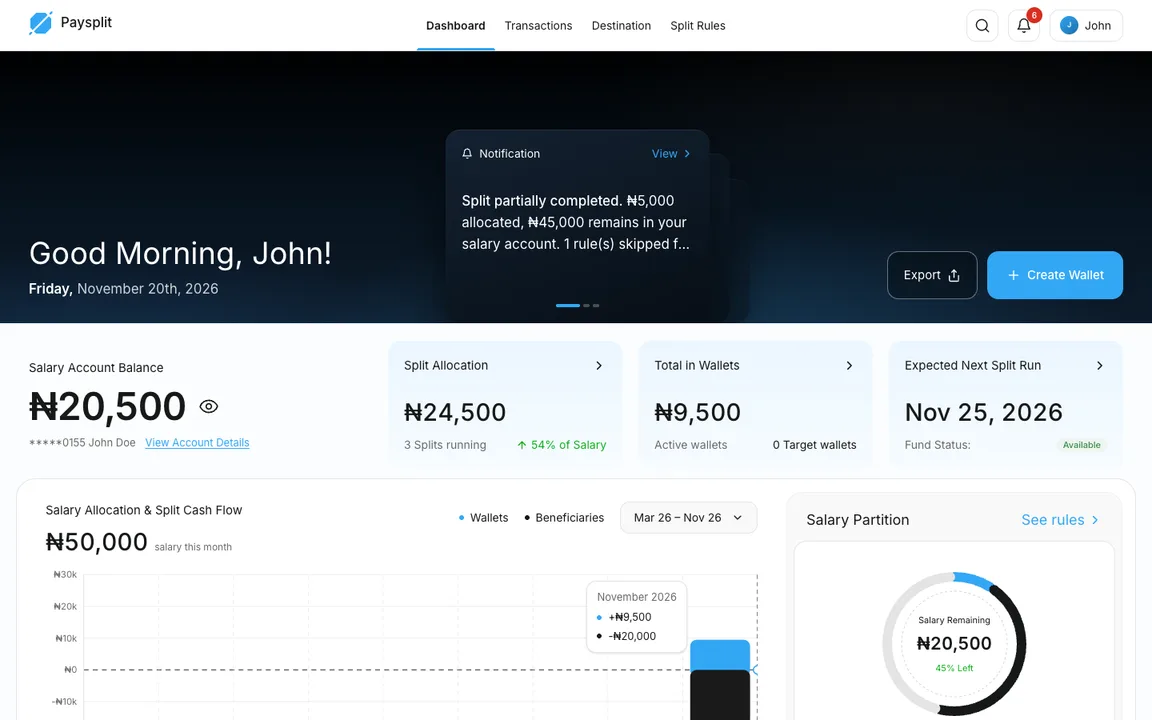 Paysplit
Dashboard
Transactions
Destination
Split Rules
6
J
John
Notification
View
Split partially completed. ₦5,000
allocated, ₦45,000 remains in your
salary account. 1 rule(s) skipped f...
Good Morning, John!
Friday, November 20th, 2026
Export
Create Wallet
Salary Account Balance
₦20,500
*****0155 John Doe
View Account Details
Split Allocation
₦24,500
3 Splits running
54% of Salary
Total in Wallets
₦9,500
Active wallets
0 Target wallets
Expected Next Split Run
Nov 25, 2026
Fund Status:
Available
Salary Allocation & Split Cash Flow
₦50,000 salary this month
Wallets
Beneficiaries
Mar 26 – Nov 26
₦30k
₦20k
₦10k
₦0
-₦10k
November 2026
+₦9,500
-₦20,000
Salary Partition
See rules
Salary Remaining
₦20,500
45% Left